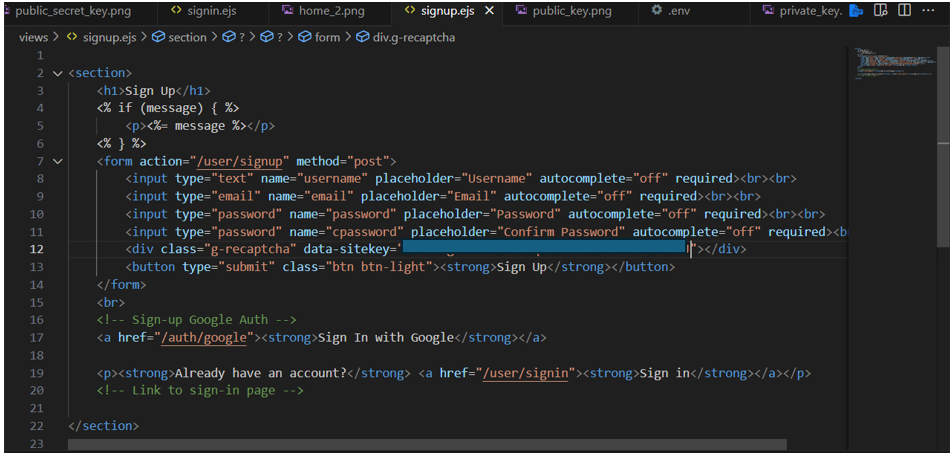 public_secret_key.png signin.ejs home_2.png signup.ejs public_key.png .env private_key.
views > signup.ejs > section > ? > ? > form > div.g-recaptcha
1
2 <section>
3 <h1>Sign Up</h1>
4 <% if (message) { %>
5 <p><%= message %></p>
6 <% } %>
7 <form action="/user/signup" method="post">
8 <input type="text" name="username" placeholder="Username" autocomplete="off" required><br><br>
9 <input type="email" name="email" placeholder="Email" autocomplete="off" required><br><br>
10 <input type="password" name="password" placeholder="Password" autocomplete="off" required><br><br>
11 <input type="password" name="cpassword" placeholder="Confirm Password" autocomplete="off" required><b
12 <div class="g-recaptcha" data-sitekey=" "></div>
13 <button type="submit" class="btn btn-light"><strong>Sign Up</strong></button>
14 </form>
15 <br>
16 <!-- Sign-up Google Auth -->
17 <a href="/auth/google"><strong>Sign In with Google</strong></a>
18
19 <p><strong>Already have an account?</strong> <a href="/user/signin"><strong>Sign in</strong></a></p>
20 <!-- Link to sign-in page -->
21
22 </section>
23